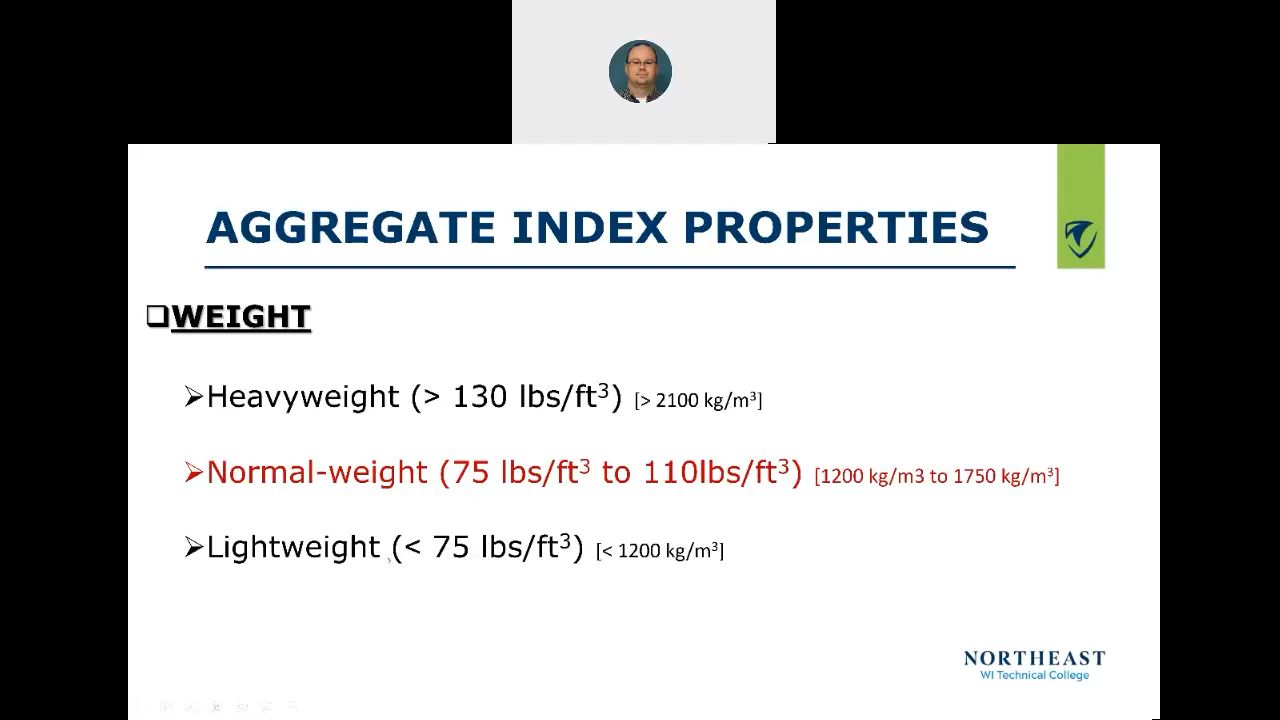 AGGREGATE INDEX PROPERTIES
❑WEIGHT
➢Heavyweight (> 130 lbs/ft³) [> 2100 kg/m³]
➢Normal-weight (75 lbs/ft³ to 110lbs/ft³) [1200 kg/m3 to 1750 kg/m³]
➢Lightweight (< 75 lbs/ft³) [< 1200 kg/m³]
NORTHEAST
WI Technical College